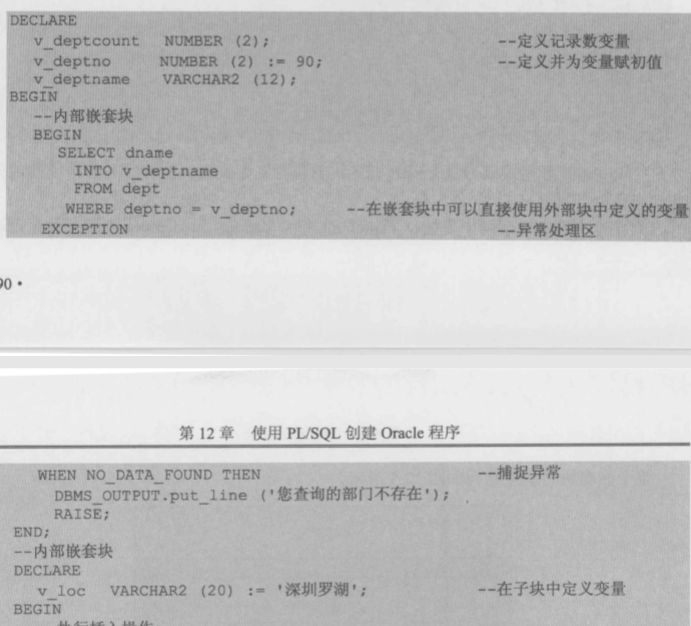 DECLARE
v_deptcount NUMBER (2); --定义记录数变量
v_deptno NUMBER (2) := 90; --定义并为变量赋初值
v_deptname VARCHAR2 (12);
BEGIN
--内部嵌套块
BEGIN
SELECT dname
INTO v_deptname
FROM dept
WHERE deptno = v_deptno; --在嵌套块中可以直接使用外部块中定义的变量
EXCEPTION --异常处理区
90 •
第 12 章 使用 PL/SQL 创建 Oracle 程序
WHEN NO_DATA_FOUND THEN --捕捉异常
DBMS_OUTPUT.put_line ('您查询的部门不存在');
RAISE;
END;
--内部嵌套块
DECLARE
v_loc VARCHAR2 (20) := '深圳罗湖'; --在子块中定义变量
BEGIN